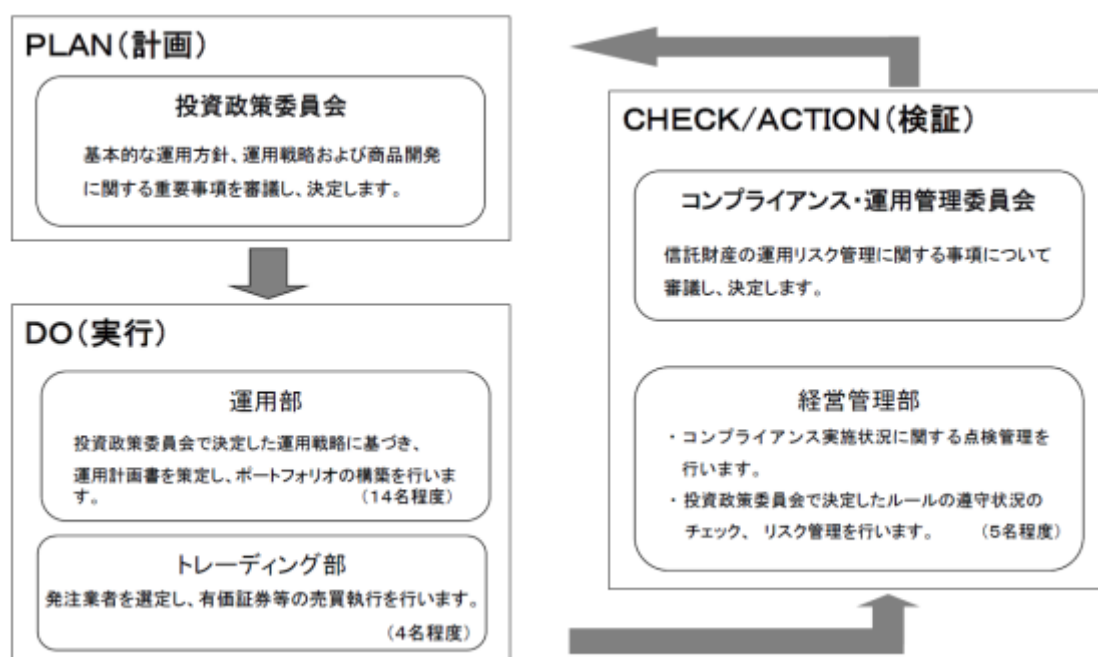 PLAN(計画)
投資政策委員会
基本的な運用方針、運用戦略および商品開発
に関する重要事項を審議し、決定します。
DO(実行)
運用部
投資政策委員会で決定した運用戦略に基づき、
運用計画書を策定し、ポートフォリオの構築を行いま
す。 (14名程度)
トレーディング部
発注業者を選定し、有価証券等の売買執行を行います。
(4名程度)
CHECK/ACTION(検証)
コンプライアンス・運用管理委員会
信託財産の運用リスク管理に関する事項について
審議し、決定します。
経営管理部
・コンプライアンス実施状況に関する点検管理を
行います。
・投資政策委員会で決定したルールの遵守状況の
チェック、 リスク管理を行います。 (5名程度)